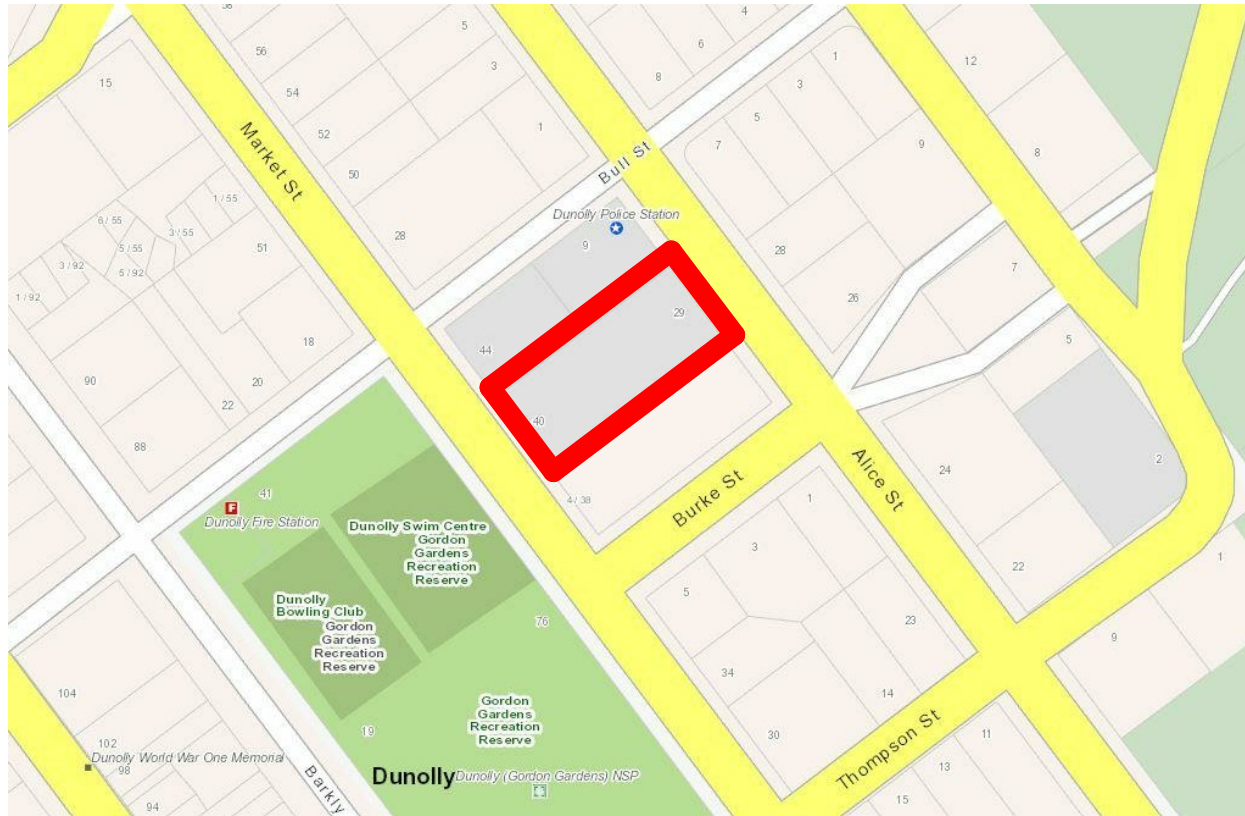 58
5
4
56
3
6
1
12
15
54
8
3
52
1
5
Market St
Bull St
7
9
8
50
1 / 55
Dunolly Police Station
6 / 55
3 / 55
28
9
5 / 55
51
28
3 / 92
5 / 92
7
26
1 / 92
29
18
5
44
90
20
22
40
88
Alice St
2
24
41
4 / 38
Burke St
1
Dunolly Fire Station
Dunolly Swim Centre
Gordon
Gardens
Recreation
Reserve
3
1
22
5
Dunolly
Bowling Club
Gordon
Gardens
Recreation
Reserve
76
23
9
34
104
14
Gordon
Gardens
Recreation
Reserve
Thompson St
19
30
11
102
Dunolly World War One Memorial
98
13
Barkly
Dunolly
Dunolly (Gordon Gardens) NSP
94
15